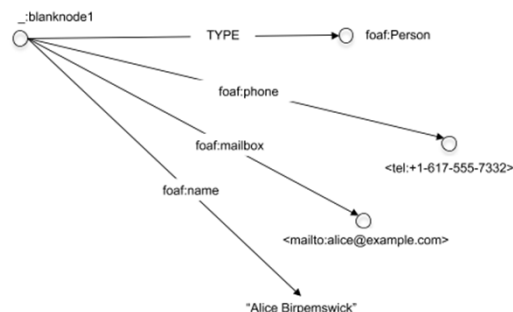 _:blanknode1
TYPE
foaf:Person
foaf:phone
foaf:mailbox
<tel:+1-617-555-7332>
foaf:name
<mailto:alice@example.com>
“Alice Birpemswick”